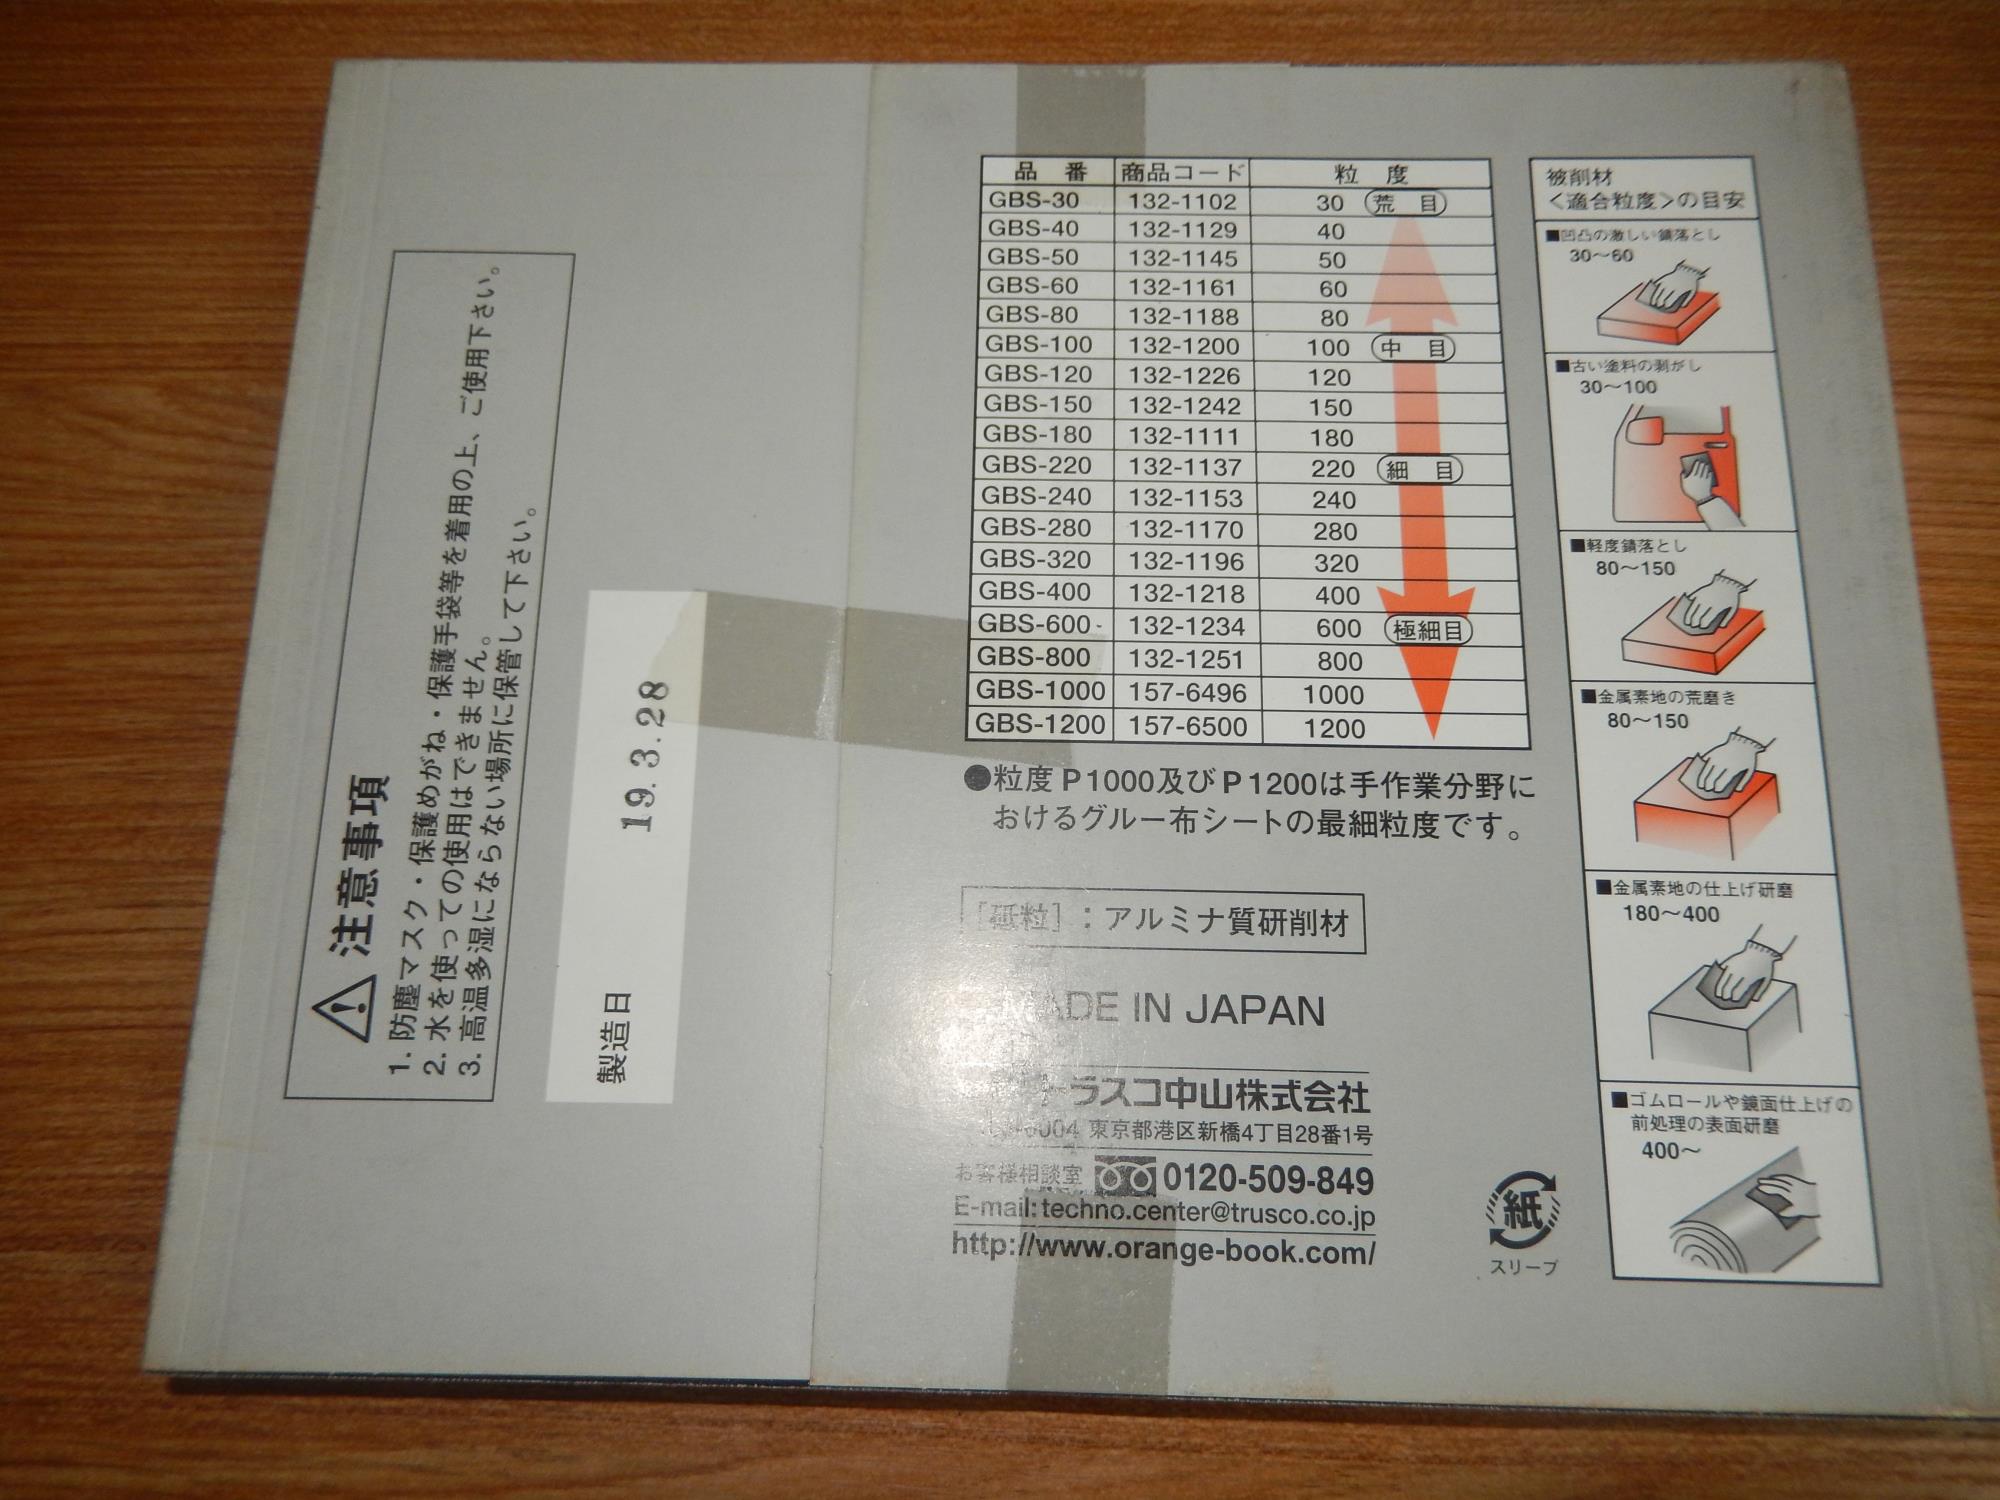 注意事項
1. 防塵マスク・保護めがね・保護手袋等を着用の上、ご使用下さい。
2. 水を使っての使用はできません。
3. 高温多湿にならない場所に保管して下さい。
製造日 19.3.28
品 番 商品コード 粒 度
GBS-30 132-1102 30 荒 目
GBS-40 132-1129 40
GBS-50 132-1145 50
GBS-60 132-1161 60
GBS-80 132-1188 80
GBS-100 132-1200 100 中 目
GBS-120 132-1226 120
GBS-150 132-1242 150
GBS-180 132-1111 180
GBS-220 132-1137 220 細 目
GBS-240 132-1153 240
GBS-280 132-1170 280
GBS-320 132-1196 320
GBS-400 132-1218 400
GBS-600 132-1234 600 極細目
GBS-800 132-1251 800
GBS-1000 157-6496 1000
GBS-1200 157-6500 1200
●粒度P1000及びP1200は手作業分野に
おけるグルー布シートの最細粒度です。
[砥粒]：アルミナ質研削材
MADE IN JAPAN
トラスコ中山株式会社
東京都港区新橋4丁目28番1号
お客様相談室 0120-509-849
E-mail:techno.center@trusco.co.jp
http://www.orange-book.com/
紙
スリーブ
被削材
＜適合粒度＞の目安
■凹凸の激しい錆落とし
30〜60
■古い塗料の剥がし
30〜100
■軽度錆落とし
80〜150
■金属素地の荒磨き
80〜150
■金属素地の仕上げ研磨
180〜400
■ゴムロールや鏡面仕上げの
前処理の表面研磨
400〜